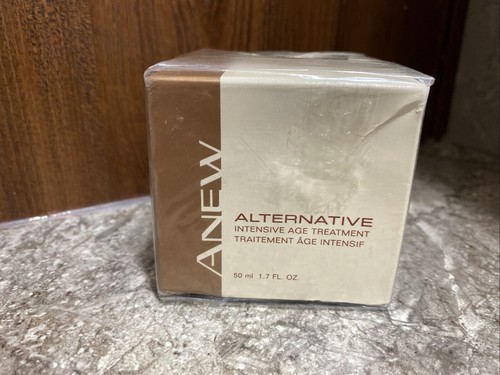 ANEW
ALTERNATIVE
INTENSIVE AGE TREATMENT
TRAITEMENT ÂGE INTENSIF
50 ml 1.7 FL. OZ.